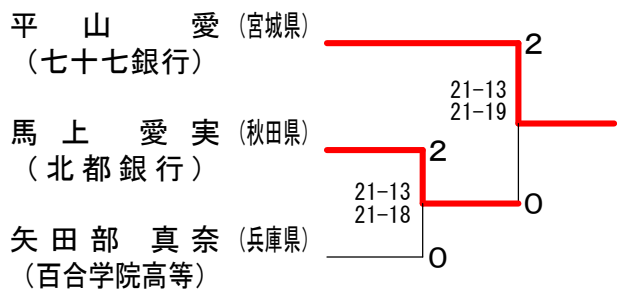 平山 愛 (宮城県)
(七十七銀行)
2
21-13
21-19
馬上 愛実 (秋田県)
(北都銀行)
2
0
21-13
21-18
矢田部 真奈 (兵庫県)
(百合学院高等)
0